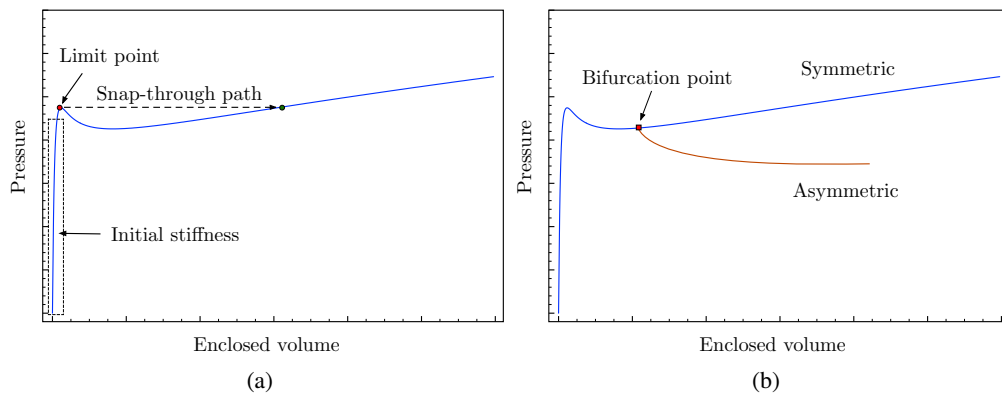 Limit point
Snap-through path
Initial stiffness
Pressure
Enclosed volume
(a)
Symmetric
Bifurcation point
Asymmetric
Pressure
Enclosed volume
(b)